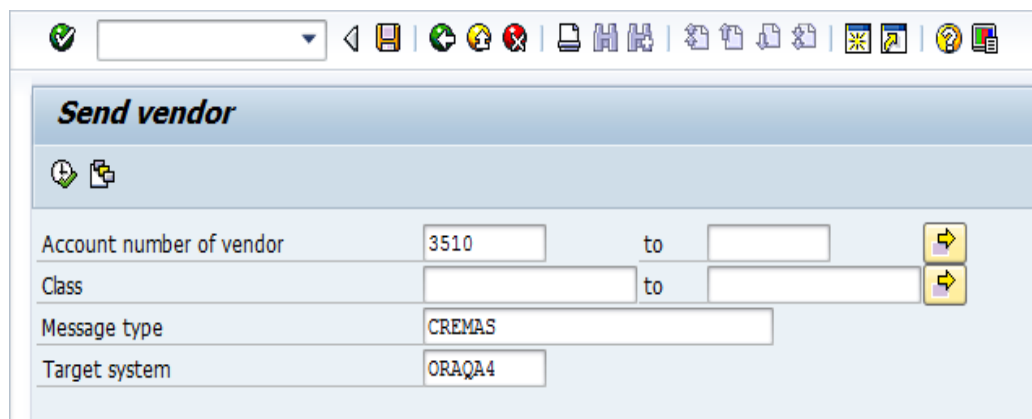 Send vendor
Account number of vendor 3510 to
Class to
Message type CREMAS
Target system ORAQA4